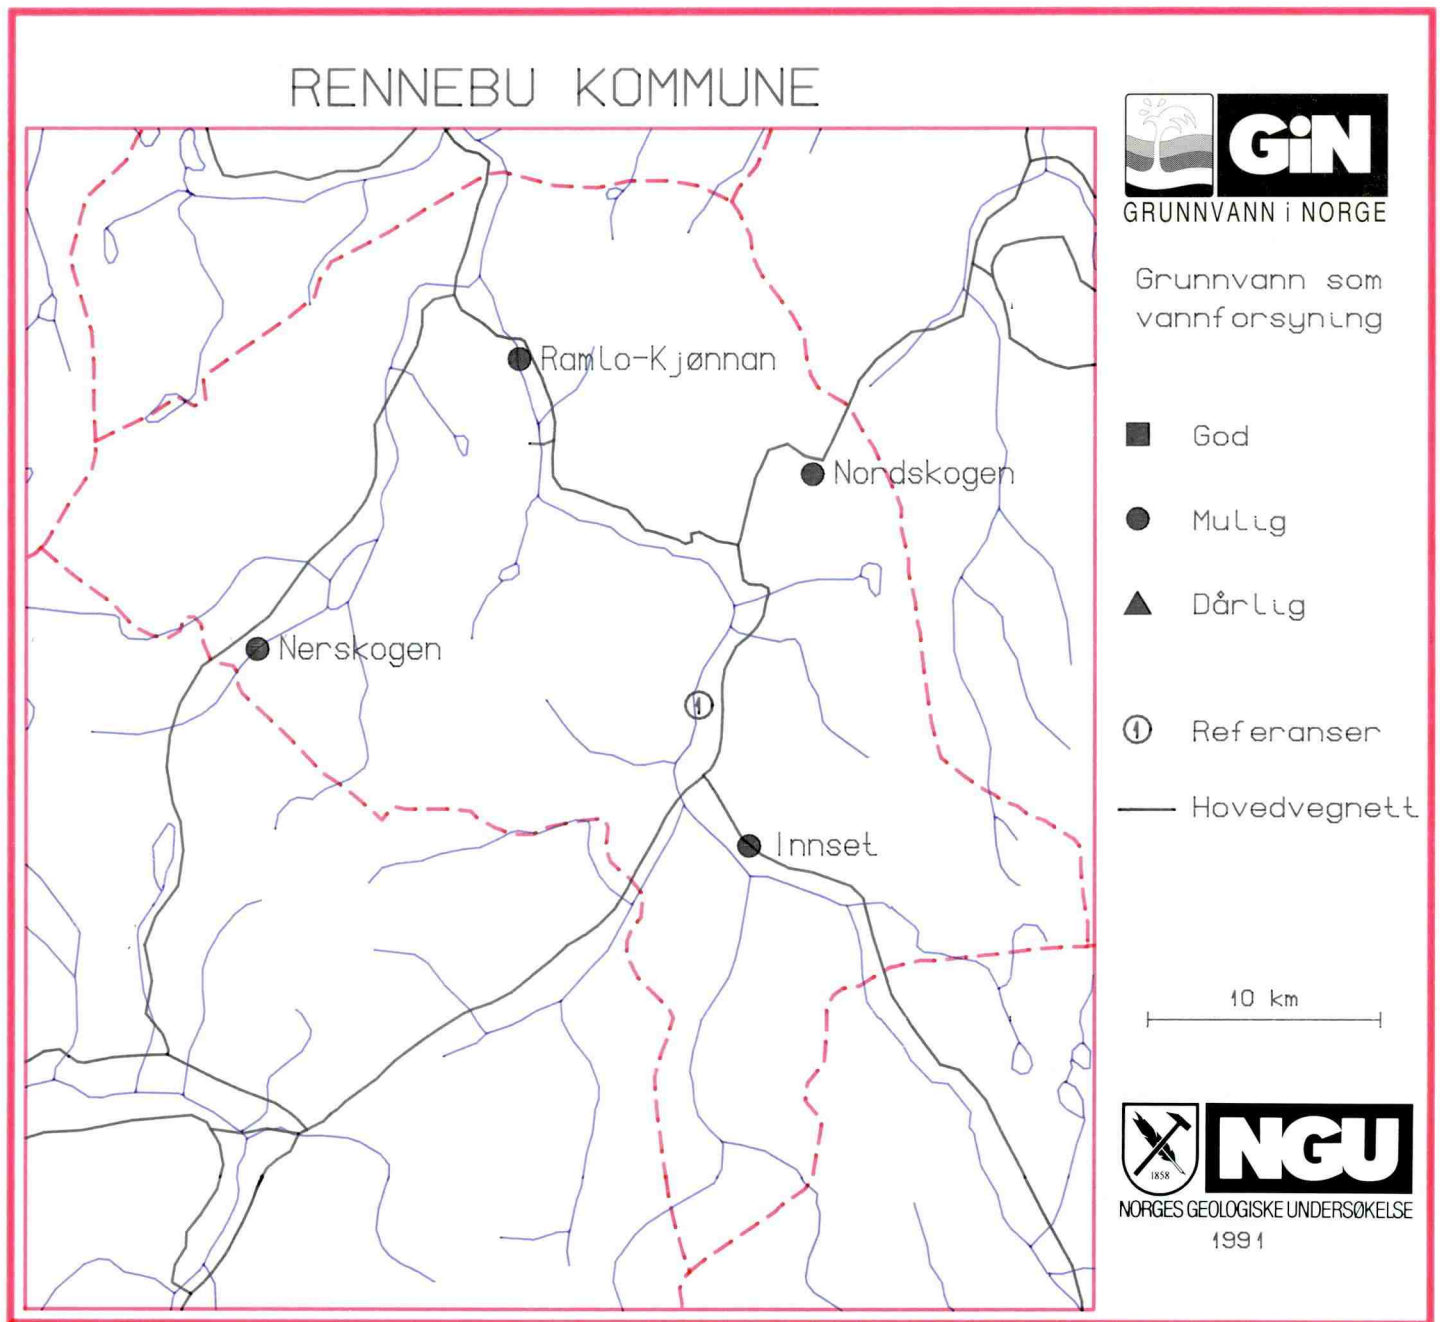 RENNEBU KOMMUNE
GiN
GRUNNVANN i NORGE
Grunnvann som
vannforsyning
God
Mulig
Dårlig
1 Referanser
Hovedvegnett
Ramlo-Kjønnan
Nordskogen
Nerskogen
1
Innset
10 km
1858
NGU
NORGES GEOLOGISKE UNDERSØKELSE
1991